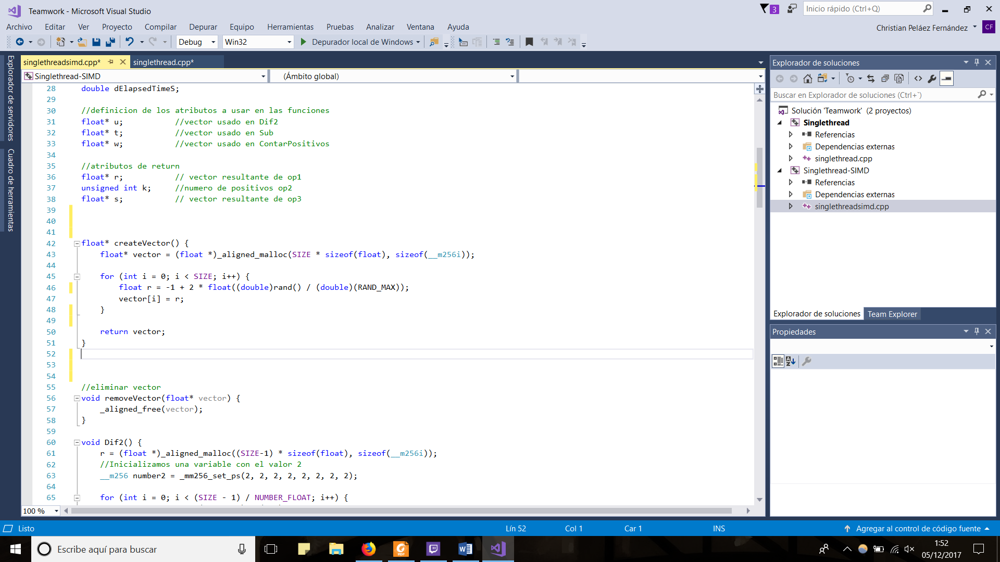 Teamwork - Microsoft Visual Studio
3
Inicio rápido (Ctrl+Q)
Archivo Editar Ver Proyecto Compilar Depurar Equipo Herramientas Pruebas Analizar Ventana Ayuda
Christian Peláez Fernández CF
Debug Win32 Depurador local de Windows
Explorador de servidores
Cuadro de herramientas
singlethreadsimd.cpp* singlethread.cpp*
Singlethread-SIMD (Ámbito global)
28 double dElapsedTimeS;
29
30 //definicion de los atributos a usar en las funciones
31 float* u; //vector usado en Dif2
32 float* t; //vector usado en Sub
33 float* w; //vector usado en ContarPositivos
34
35 //atributos de return
36 float* r; // vector resultante de op1
37 unsigned int k; //numero de positivos op2
38 float* s; // vector resultante de op3
39
40
41
42 float* createVector() {
43 float* vector = (float *)_aligned_malloc(SIZE * sizeof(float), sizeof(__m256i));
44
45 for (int i = 0; i < SIZE; i++) {
46 float r = -1 + 2 * float((double)rand() / (double)(RAND_MAX));
47 vector[i] = r;
48 }
49
50 return vector;
51 }
52
53
54
55 //eliminar vector
56 void removeVector(float* vector) {
57 _aligned_free(vector);
58 }
59
60 void Dif2() {
61 r = (float *)_aligned_malloc((SIZE-1) * sizeof(float), sizeof(__m256i));
62 //Inicializamos una variable con el valor 2
63 __m256 number2 = _mm256_set_ps(2, 2, 2, 2, 2, 2, 2, 2);
64
65 for (int i = 0; i < (SIZE - 1) / NUMBER_FLOAT; i++) {
100 %
Explorador de soluciones
Buscar en Explorador de soluciones (Ctrl+`)
Solución 'Teamwork' (2 proyectos)
Singlethread
Referencias
Dependencias externas
singlethread.cpp
Singlethread-SIMD
Referencias
Dependencias externas
singlethreadsimd.cpp
Explorador de soluciones Team Explorer
Propiedades
Listo Lín 52 Col 1 Car 1 INS Agregar al control de código fuente
Escribe aquí para buscar
1:52
05/12/2017